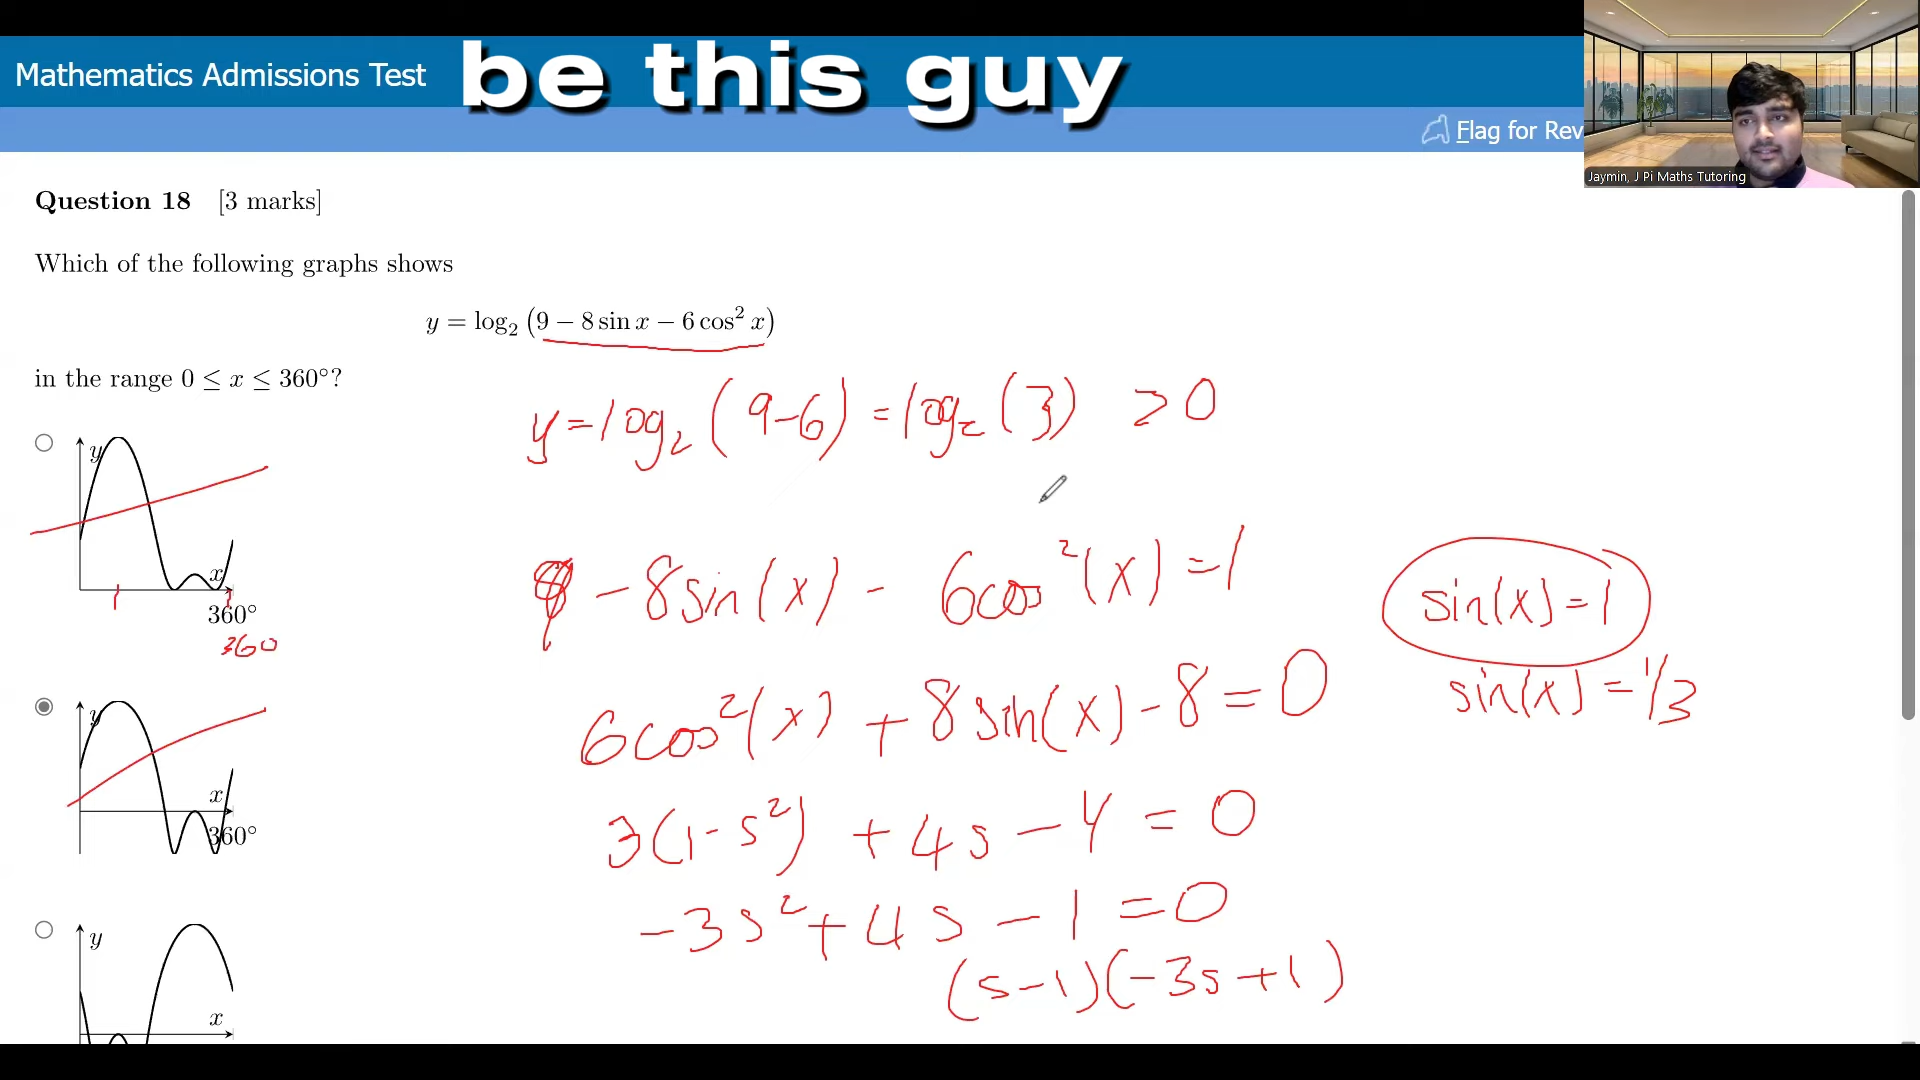 be this guy
Mathematics Admissions Test
Flag for Rev
Jaymin, J Pi Maths Tutoring
Question 18 [3 marks]
Which of the following graphs shows
y = log₂ (9 − 8 sin x − 6 cos² x)
in the range 0 ≤ x ≤ 360°?
y = log₂ (9-6) = log₂ (3) > 0
y
x
360°
360
- 8sin(x) - 6cos²(x) = 1
sin(x) = 1
6cos²(x) + 8sin(x) - 8 = 0
sin(x) = 1/3
y
x
360°
3(1-s²) + 4s - 4 = 0
-3s² + 4s - 1 = 0
(s-1)(-3s+1)
y
x